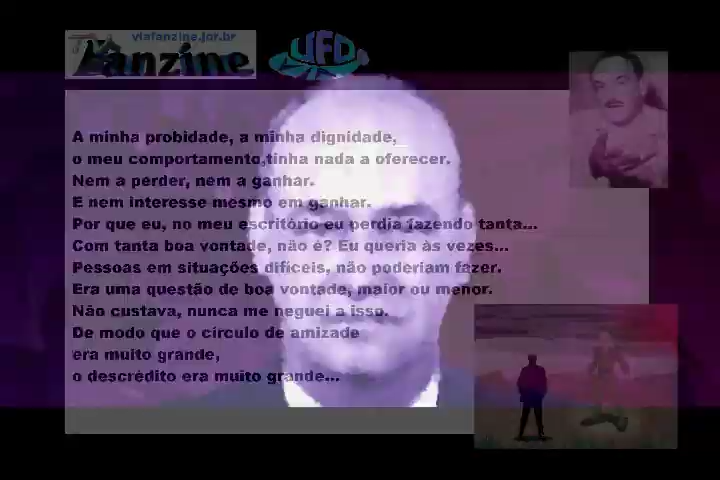 viafanzine.jor.br
Fanzine
UFO
A minha probidade, a minha dignidade,
o meu comportamento,tinha nada a oferecer.
Nem a perder, nem a ganhar.
E nem interesse mesmo em ganhar.
Por que eu, no meu escritório eu perdia fazendo tanta...
Com tanta boa vontade, não é? Eu queria às vezes...
Pessoas em situações difíceis, não poderiam fazer.
Era uma questão de boa vontade, maior ou menor.
Não custava, nunca me neguei a isso.
De modo que o círculo de amizade
era muito grande,
o descrédito era muito grande...